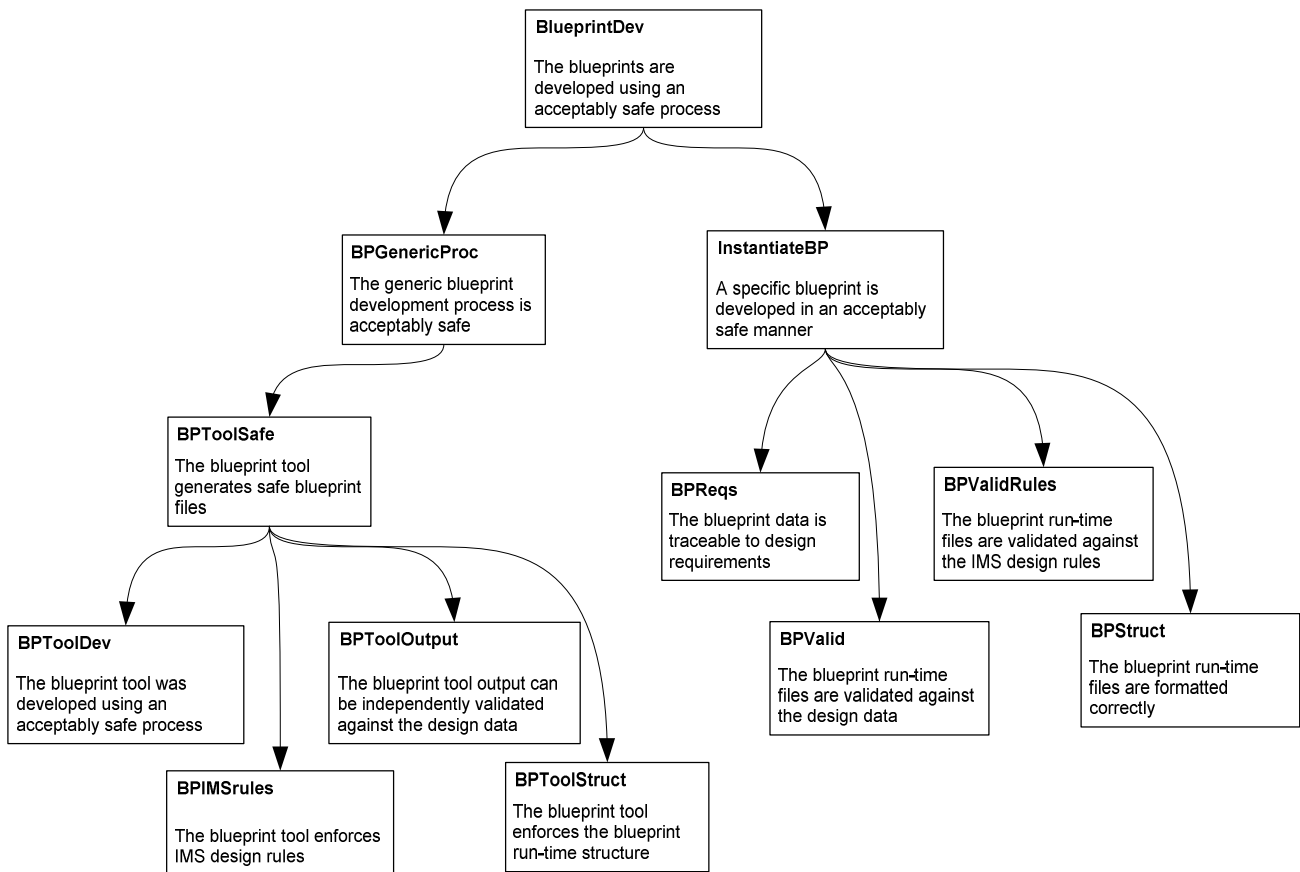 BlueprintDev
The blueprints are
developed using an
acceptably safe process
BPGenericProc
The generic blueprint
development process is
acceptably safe
InstantiateBP
A specific blueprint is
developed in an acceptably
safe manner
BPToolSafe
The blueprint tool
generates safe blueprint
files
BPReqs
The blueprint data is
traceable to design
requirements
BPValidRules
The blueprint run-time
files are validated against
the IMS design rules
BPToolDev
The blueprint tool was
developed using an
acceptably safe process
BPToolOutput
The blueprint tool output can
be independently validated
against the design data
BPValid
The blueprint run-time
files are validated against
the design data
BPStruct
The blueprint run-time
files are formatted
correctly
BPIMSrules
The blueprint tool enforces
IMS design rules
BPToolStruct
The blueprint tool
enforces the blueprint
run-time structure